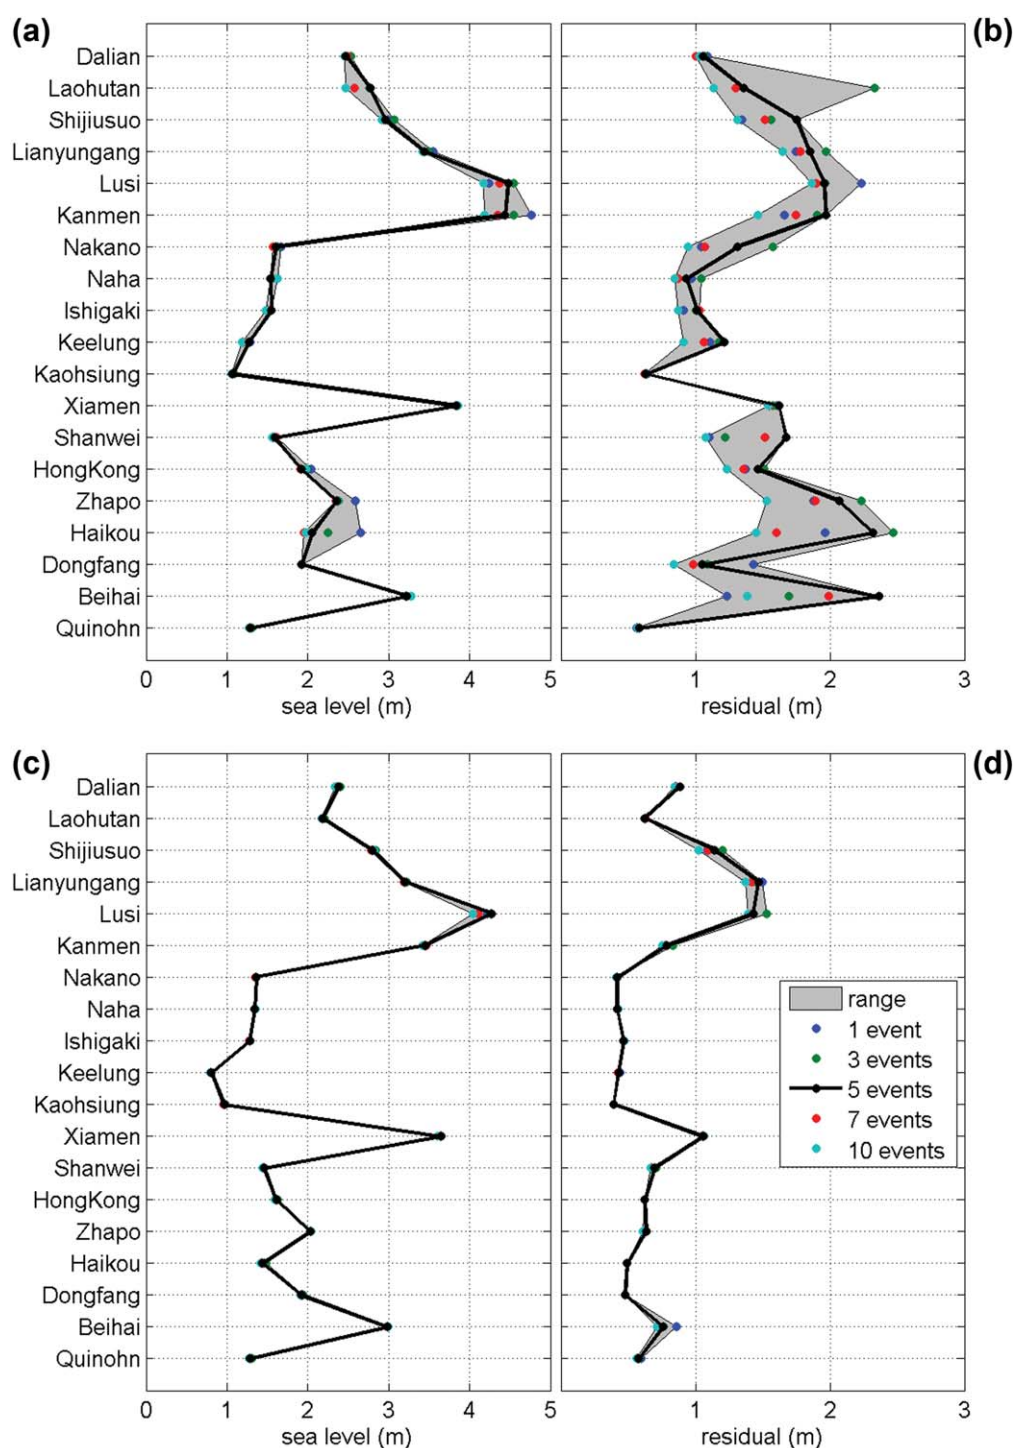 (a)
(b)
Dalian
Laohutan
Shijiusuo
Lianyungang
Lusi
Kanmen
Nakano
Naha
Ishigaki
Keelung
Kaohsiung
Xiamen
Shanwei
HongKong
Zhapo
Haikou
Dongfang
Beihai
Quinohn
0 1 2 3 4 5
sea level (m)
1 2 3
residual (m)
(c)
(d)
Dalian
Laohutan
Shijiusuo
Lianyungang
Lusi
Kanmen
Nakano
Naha
Ishigaki
Keelung
Kaohsiung
Xiamen
Shanwei
HongKong
Zhapo
Haikou
Dongfang
Beihai
Quinohn
range
1 event
3 events
5 events
7 events
10 events
0 1 2 3 4 5
sea level (m)
1 2 3
residual (m)